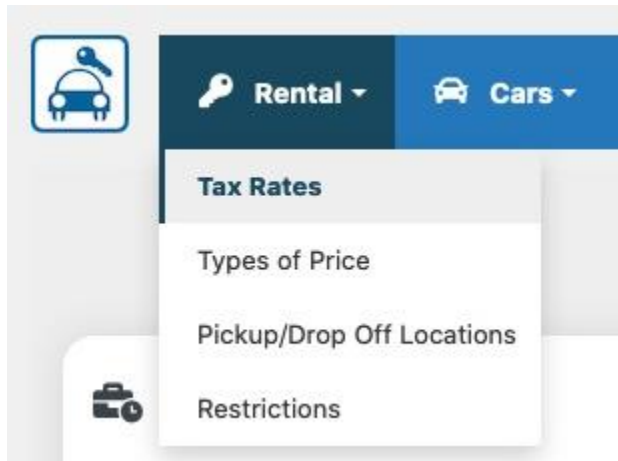 Rental
Cars
Tax Rates
Types of Price
Pickup/Drop Off Locations
Restrictions